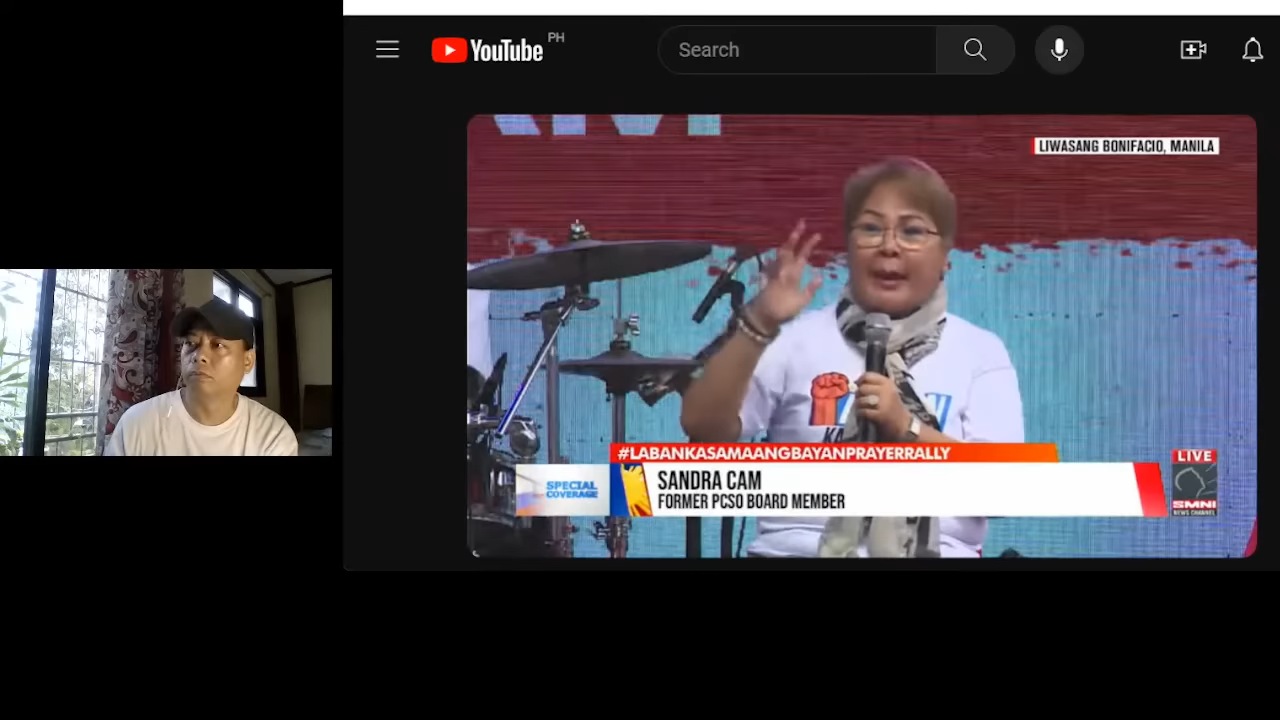 YouTube PH
Search
LIWASANG BONIFACIO, MANILA
#LABANKASAMAANGBAYANPRAYERRALLY
SPECIAL
COVERAGE
SANDRA CAM
FORMER PCSO BOARD MEMBER
LIVE
SMNI
NEWS CHANNEL